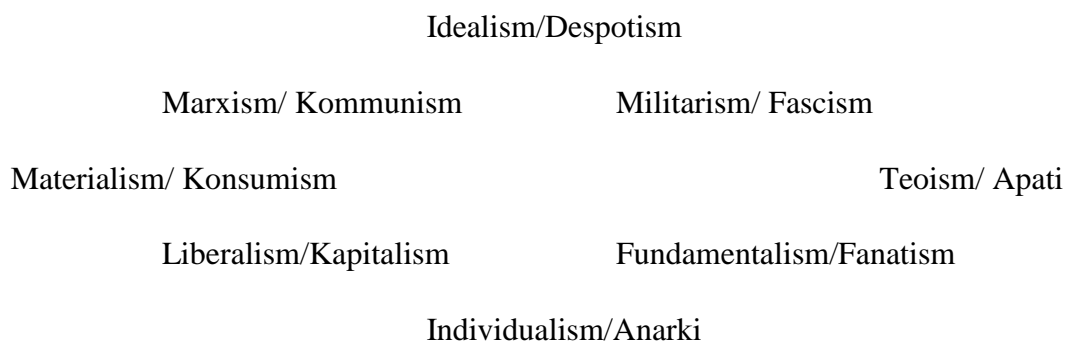 Idealism/Despotism
Marxism/ Kommunism Militarism/ Fascism
Materialism/ Konsumism Teoism/ Apati
Liberalism/Kapitalism Fundamentalism/Fanatism
Individualism/Anarki